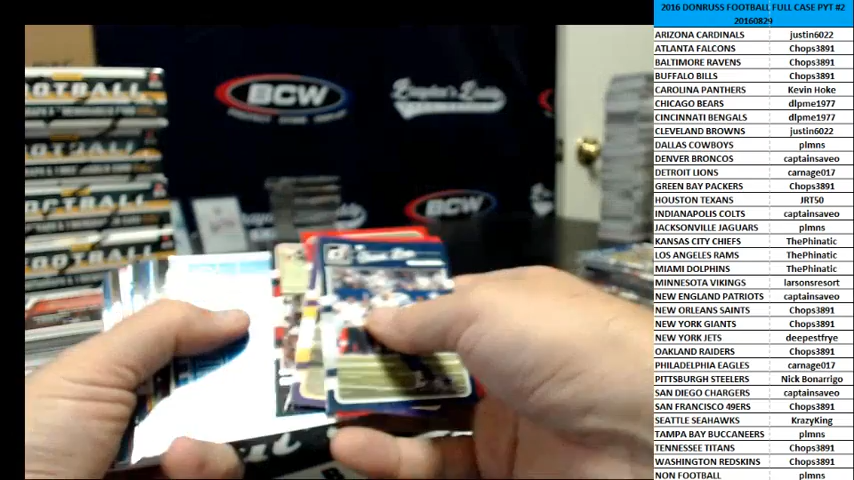 2016 DONRUSS FOOTBALL FULL CASE PYT #2
20160829
ARIZONA CARDINALS justin6022
ATLANTA FALCONS Chops3891
BALTIMORE RAVENS Chops3891
BUFFALO BILLS Chops3891
CAROLINA PANTHERS Kevin Hoke
CHICAGO BEARS dlpme1977
CINCINNATI BENGALS dlpme1977
CLEVELAND BROWNS justin6022
DALLAS COWBOYS plmns
DENVER BRONCOS captainsaveo
DETROIT LIONS carnage017
GREEN BAY PACKERS Chops3891
HOUSTON TEXANS JRT50
INDIANAPOLIS COLTS captainsaveo
JACKSONVILLE JAGUARS plmns
KANSAS CITY CHIEFS ThePhinatic
LOS ANGELES RAMS ThePhinatic
MIAMI DOLPHINS ThePhinatic
MINNESOTA VIKINGS larsonsresort
NEW ENGLAND PATRIOTS captainsaveo
NEW ORLEANS SAINTS Chops3891
NEW YORK GIANTS Chops3891
NEW YORK JETS deepestfrye
OAKLAND RAIDERS Chops3891
PHILADELPHIA EAGLES carnage017
PITTSBURGH STEELERS Nick Bonarrigo
SAN DIEGO CHARGERS captainsaveo
SAN FRANCISCO 49ERS Chops3891
SEATTLE SEAHAWKS KrazyKing
TAMPA BAY BUCCANEERS plmns
TENNESSEE TITANS Chops3891
WASHINGTON REDSKINS Chops3891
NON FOOTBALL plmns
BCW
BCW
FOOTBALL
FOOTBALL
FOOTBALL
FOOTBALL